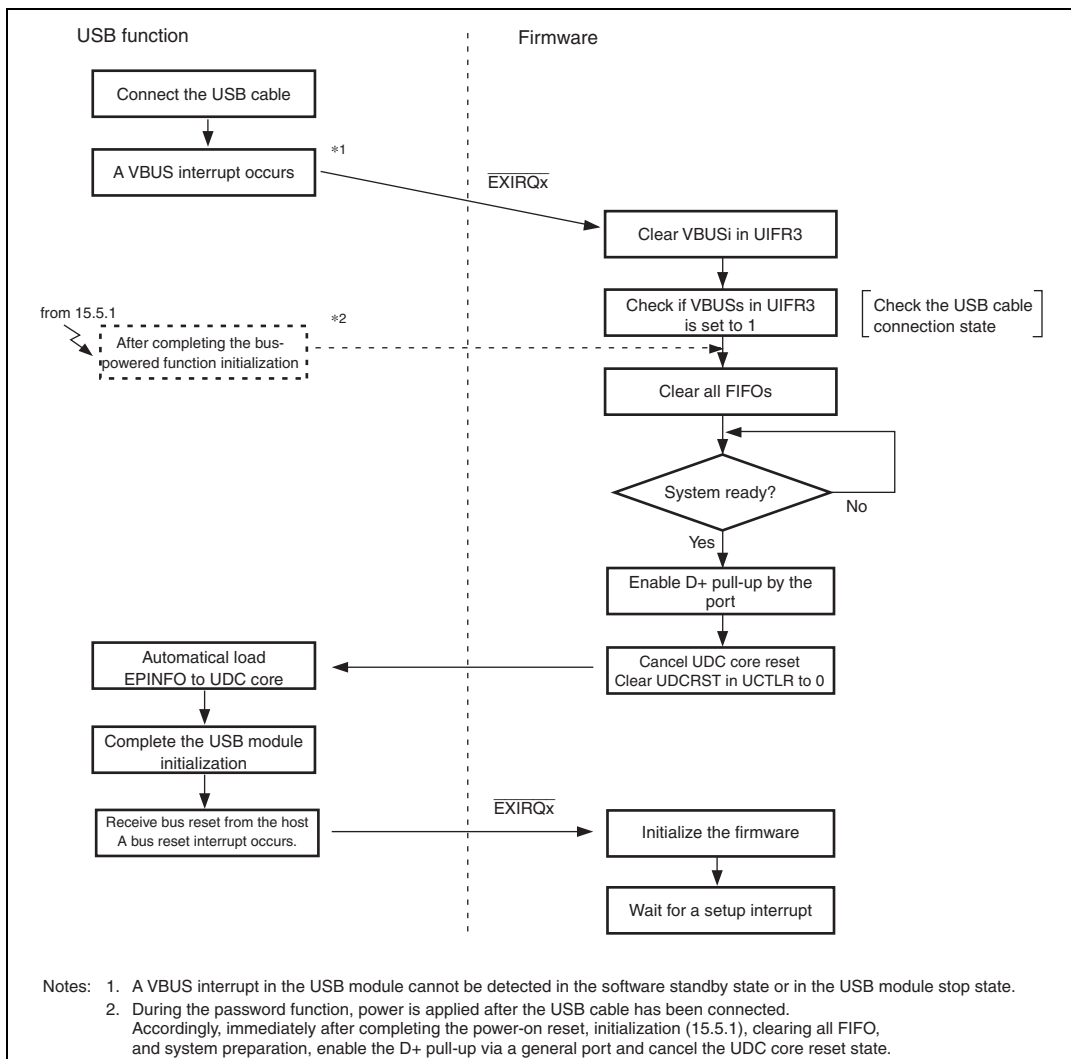 USB function
Firmware
Connect the USB cable
A VBUS interrupt occurs
*1
EXIRQx
Clear VBUSi in UIFR3
Check if VBUSs in UIFR3
is set to 1
Check the USB cable
connection state
from 15.5.1
*2
After completing the bus-
powered function initialization
Clear all FIFOs
System ready?
No
Yes
Enable D+ pull-up by the
port
Cancel UDC core reset
Clear UDCRST in UCTLR to 0
Automatical load
EPINFO to UDC core
Complete the USB module
initialization
Receive bus reset from the host
A bus reset interrupt occurs.
EXIRQx
Initialize the firmware
Wait for a setup interrupt
Notes: 1. A VBUS interrupt in the USB module cannot be detected in the software standby state or in the USB module stop state.
2. During the password function, power is applied after the USB cable has been connected.
Accordingly, immediately after completing the power-on reset, initialization (15.5.1), clearing all FIFO,
and system preparation, enable the D+ pull-up via a general port and cancel the UDC core reset state.